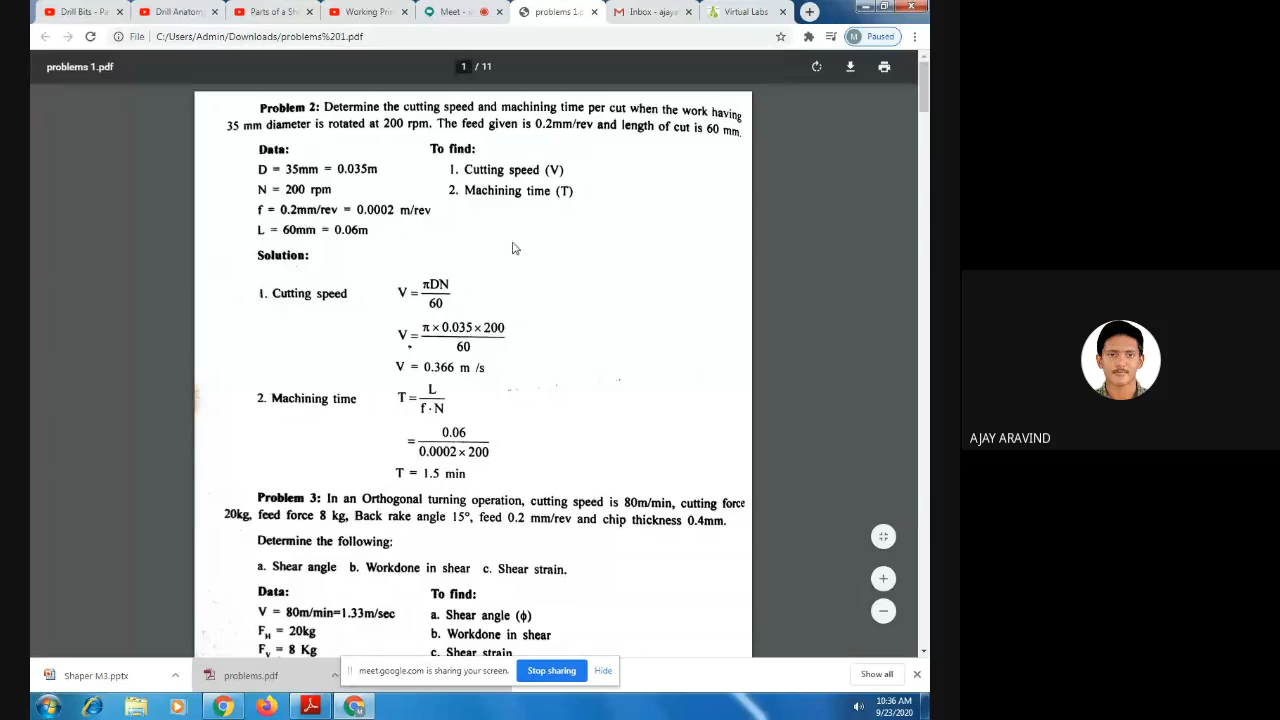 Drill Bits - Pa
Drill Anatom
Parts of a Sh
Working Prin
Meet - a
problems 1.p
Inbox - ajaye
Virtual Labs
File
C:/Users/Admin/Downloads/problems%201.pdf
M Paused
problems 1.pdf
1 / 11
Problem 2: Determine the cutting speed and machining time per cut when the work having
35 mm diameter is rotated at 200 rpm. The feed given is 0.2mm/rev and length of cut is 60 mm.
Data:
To find:
D = 35mm = 0.035m
1. Cutting speed (V)
N = 200 rpm
2. Machining time (T)
f = 0.2mm/rev = 0.0002 m/rev
L = 60mm = 0.06m
Solution:
1. Cutting speed
V = πDN
60
V = π × 0.035 × 200
60
V = 0.366 m /s
2. Machining time
T = L
f · N
= 0.06
0.0002 × 200
T = 1.5 min
Problem 3: In an Orthogonal turning operation, cutting speed is 80m/min, cutting force
20kg, feed force 8 kg, Back rake angle 15°, feed 0.2 mm/rev and chip thickness 0.4mm.
Determine the following:
a. Shear angle b. Workdone in shear c. Shear strain.
Data:
To find:
V = 80m/min=1.33m/sec
a. Shear angle (ϕ)
F_H = 20kg
b. Workdone in shear
F_V = 8 Kg
c. Shear strain
AJAY ARAVIND
Shaper M3.pptx
problems.pdf
meet.google.com is sharing your screen.
Stop sharing
Hide
Show all
10:36 AM
9/23/2020